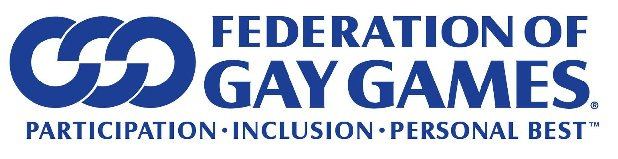 FEDERATION OF
GAY GAMES®
PARTICIPATION · INCLUSION · PERSONAL BEST™